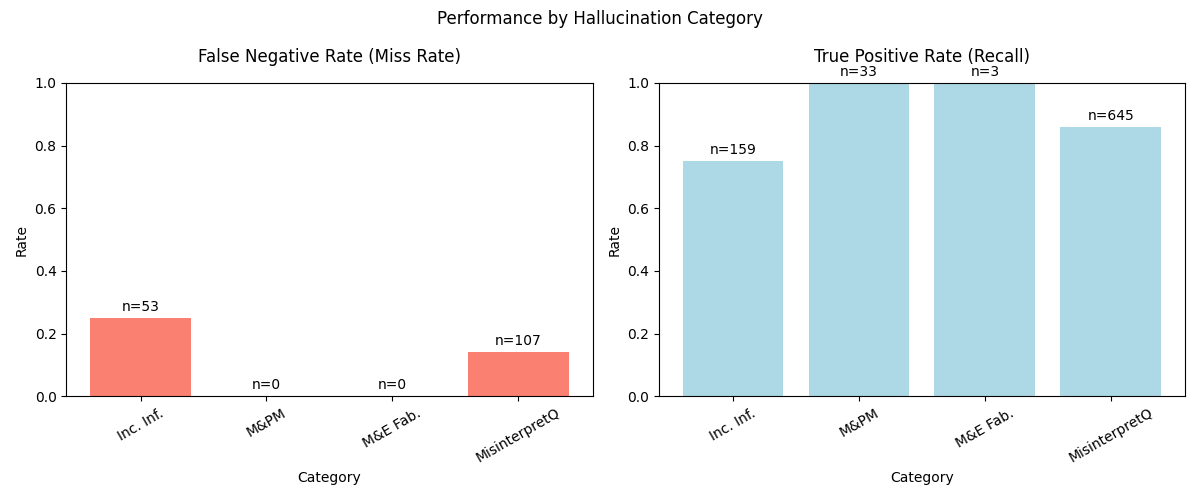 Performance by Hallucination Category
False Negative Rate (Miss Rate)
1.0
0.8
0.6
0.4
0.2
0.0
Rate
n=53
n=0
n=0
n=107
Inc. Inf.
M&PM
M&E Fab.
MisinterpretQ
Category
True Positive Rate (Recall)
1.0
0.8
0.6
0.4
0.2
0.0
Rate
n=159
n=33
n=3
n=645
Inc. Inf.
M&PM
M&E Fab.
MisinterpretQ
Category